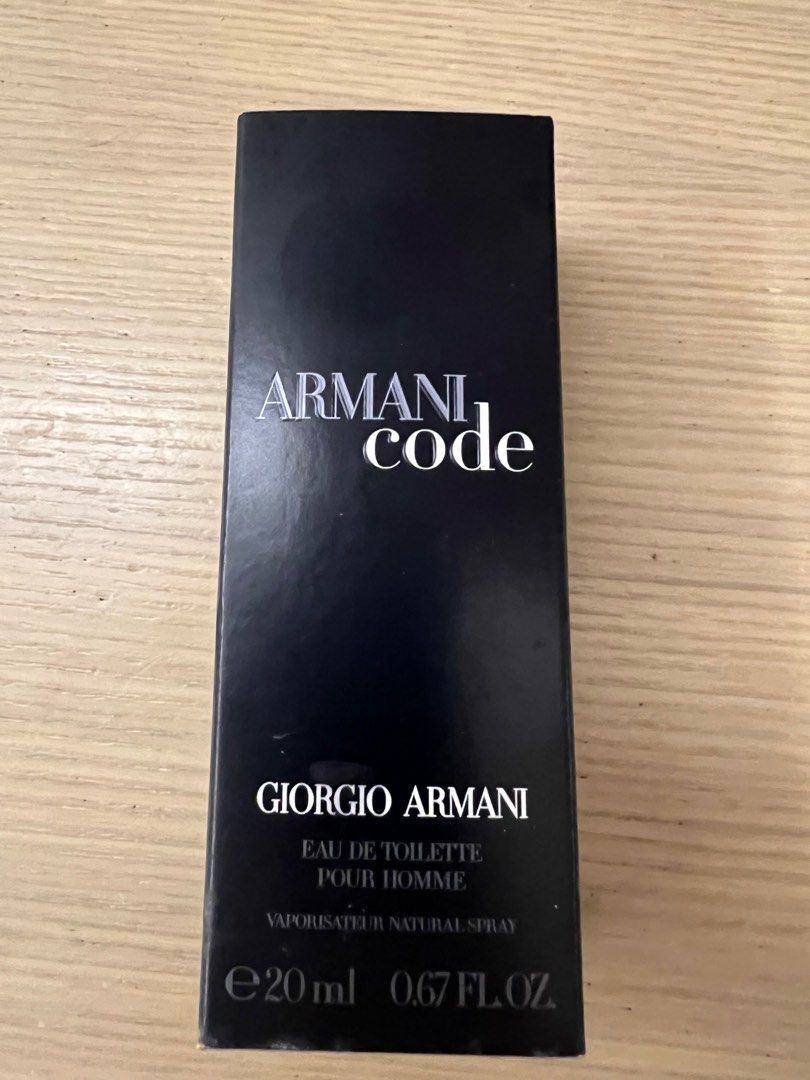 ARMANI
code
GIORGIO ARMANI
EAU DE TOILETTE
POUR HOMME
VAPORISATEUR NATURAL SPRAY
℮20 ml 0.67 FL.OZ.